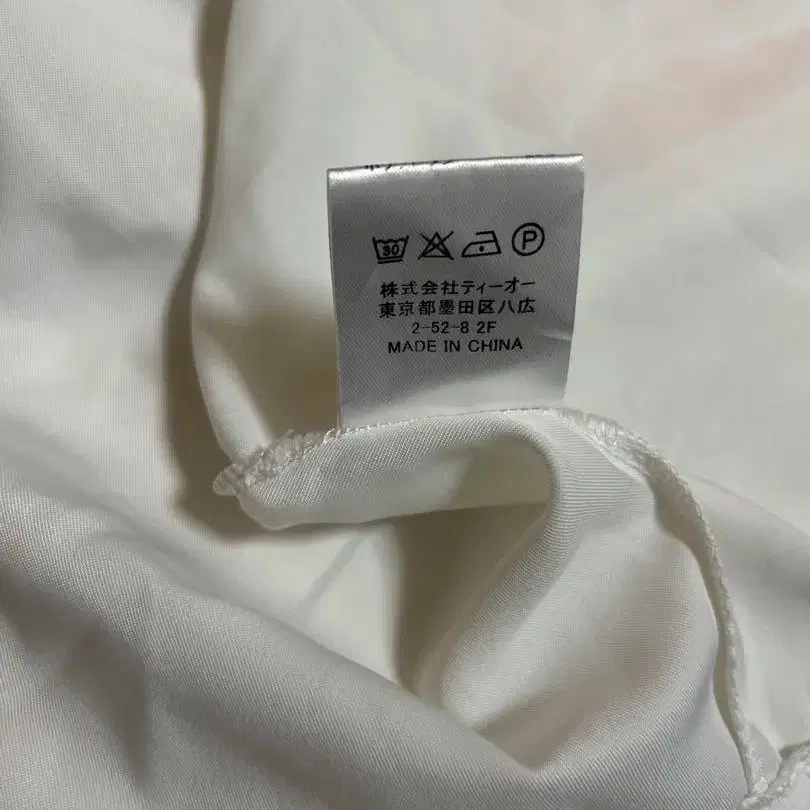 30
P
株式会社ティーオー
東京都墨田区八広
2-52-8 2F
MADE IN CHINA